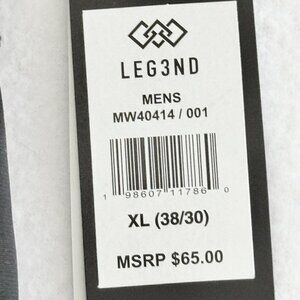 LEG3ND
MENS
MW40414 / 001
1 98607 11786 0
XL (38/30)
MSRP $65.00